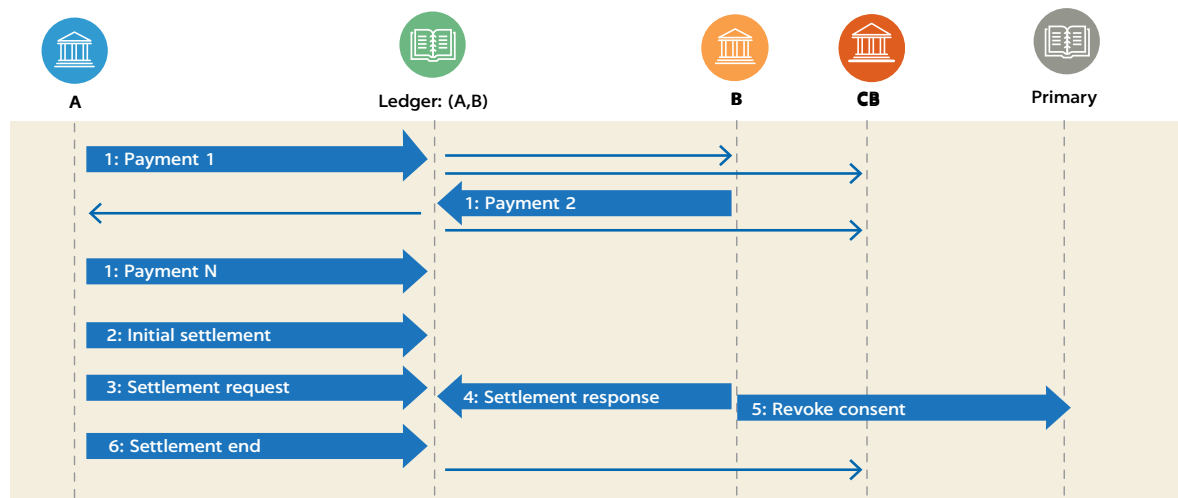 A
Ledger: (A,B)
B
CB
Primary
1: Payment 1
1: Payment 2
1: Payment N
2: Initial settlement
3: Settlement request
4: Settlement response
5: Revoke consent
6: Settlement end